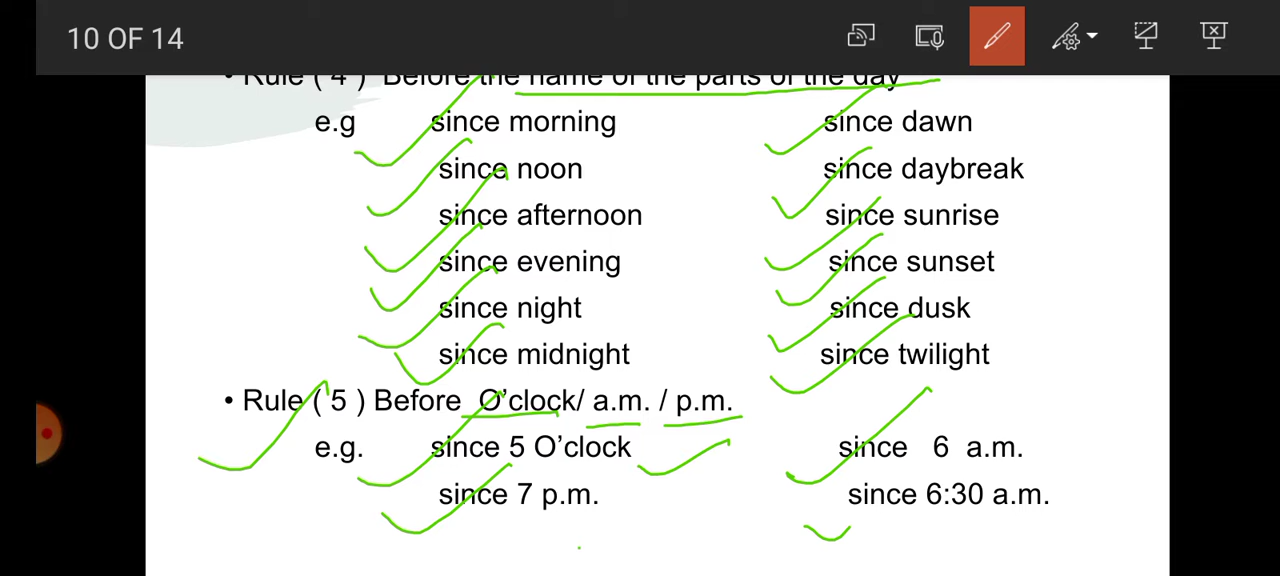 10 OF 14
• Rule ( 4 ) Before the name of the parts of the day
e.g since morning since dawn
since noon since daybreak
since afternoon since sunrise
since evening since sunset
since night since dusk
since midnight since twilight
• Rule ( 5 ) Before O'clock/ a.m. / p.m.
e.g. since 5 O'clock since 6 a.m.
since 7 p.m. since 6:30 a.m.